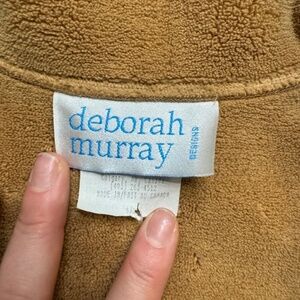 deborah
murray
DESIGNS
MADE IN/FAIT AU CANADA